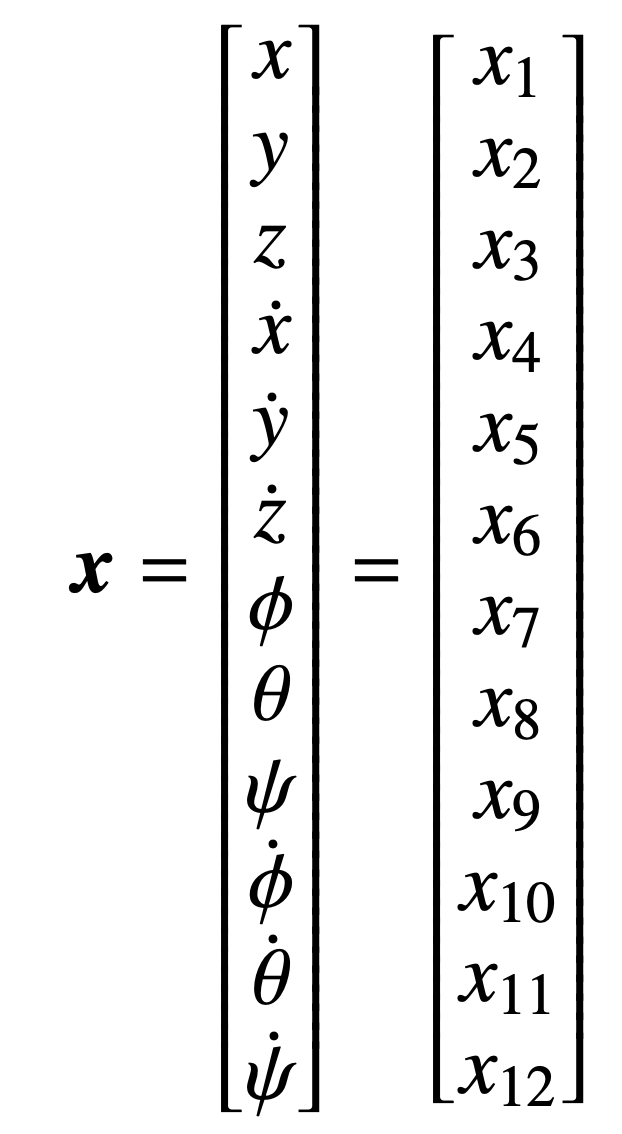 x = [x y z ẋ ẏ ż ϕ θ ψ ϕ̇ θ̇ ψ̇] = [x₁ x₂ x₃ x₄ x₅ x₆ x₇ x₈ x₉ x₁₀ x₁₁ x₁₂]